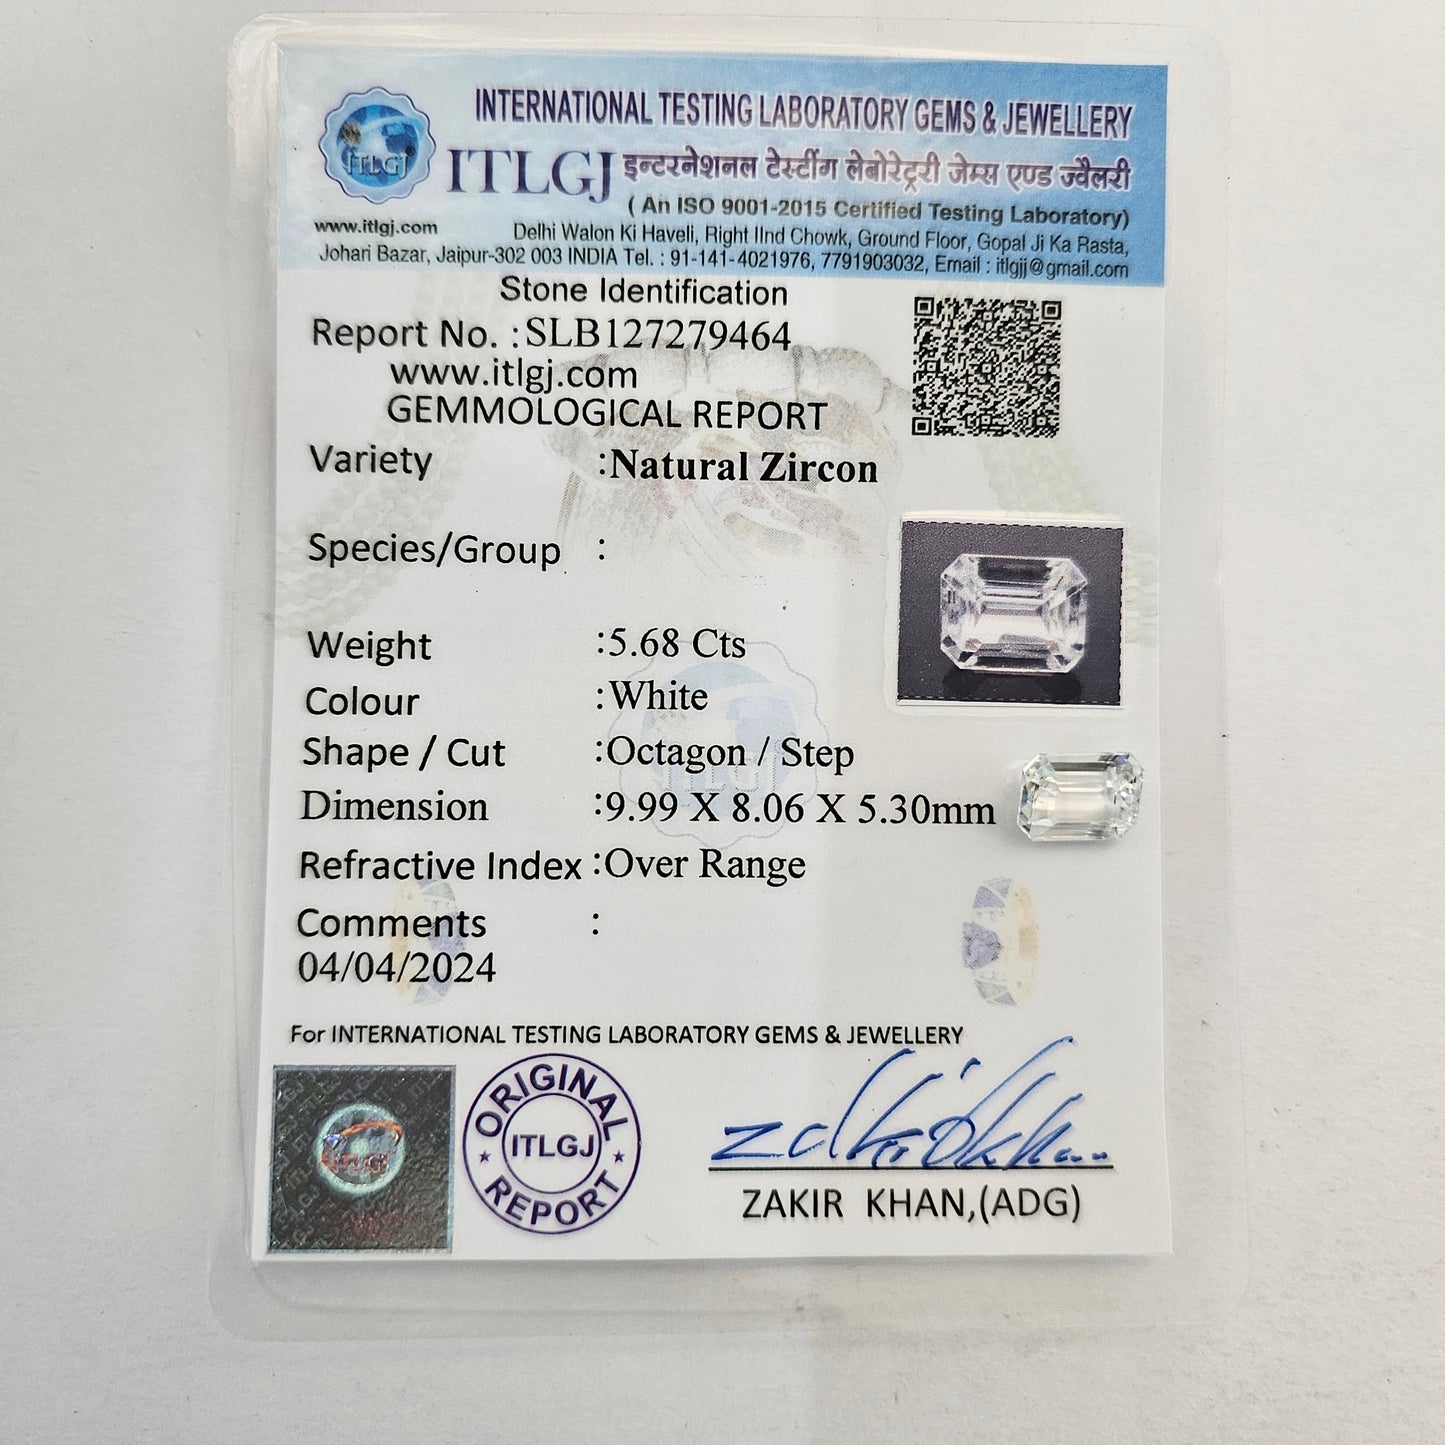 INTERNATIONAL TESTING LABORATORY GEMS & JEWELLERY
ITLGJ
ITLGJ इन्टरनेशनल टेस्टींग लेबोरेट्री जेम्स एण्ड ज्वैलरी
( An ISO 9001-2015 Certified Testing Laboratory)
www.itlgj.com
Delhi Walon Ki Haveli, Right IInd Chowk, Ground Floor, Gopal Ji Ka Rasta,
Johari Bazar, Jaipur-302 003 INDIA Tel. : 91-141-4021976, 7791903032, Email : itlgjj@gmail.com
Stone Identification
Report No. :SLB127279464
www.itlgj.com
GEMMOLOGICAL REPORT
Variety :Natural Zircon
Species/Group :
Weight :5.68 Cts
Colour :White
Shape / Cut :Octagon / Step
Dimension :9.99 X 8.06 X 5.30mm
Refractive Index :Over Range
Comments :
04/04/2024
For INTERNATIONAL TESTING LABORATORY GEMS & JEWELLERY
ORIGINAL
ITLGJ
REPORT
ZAKIR KHAN,(ADG)